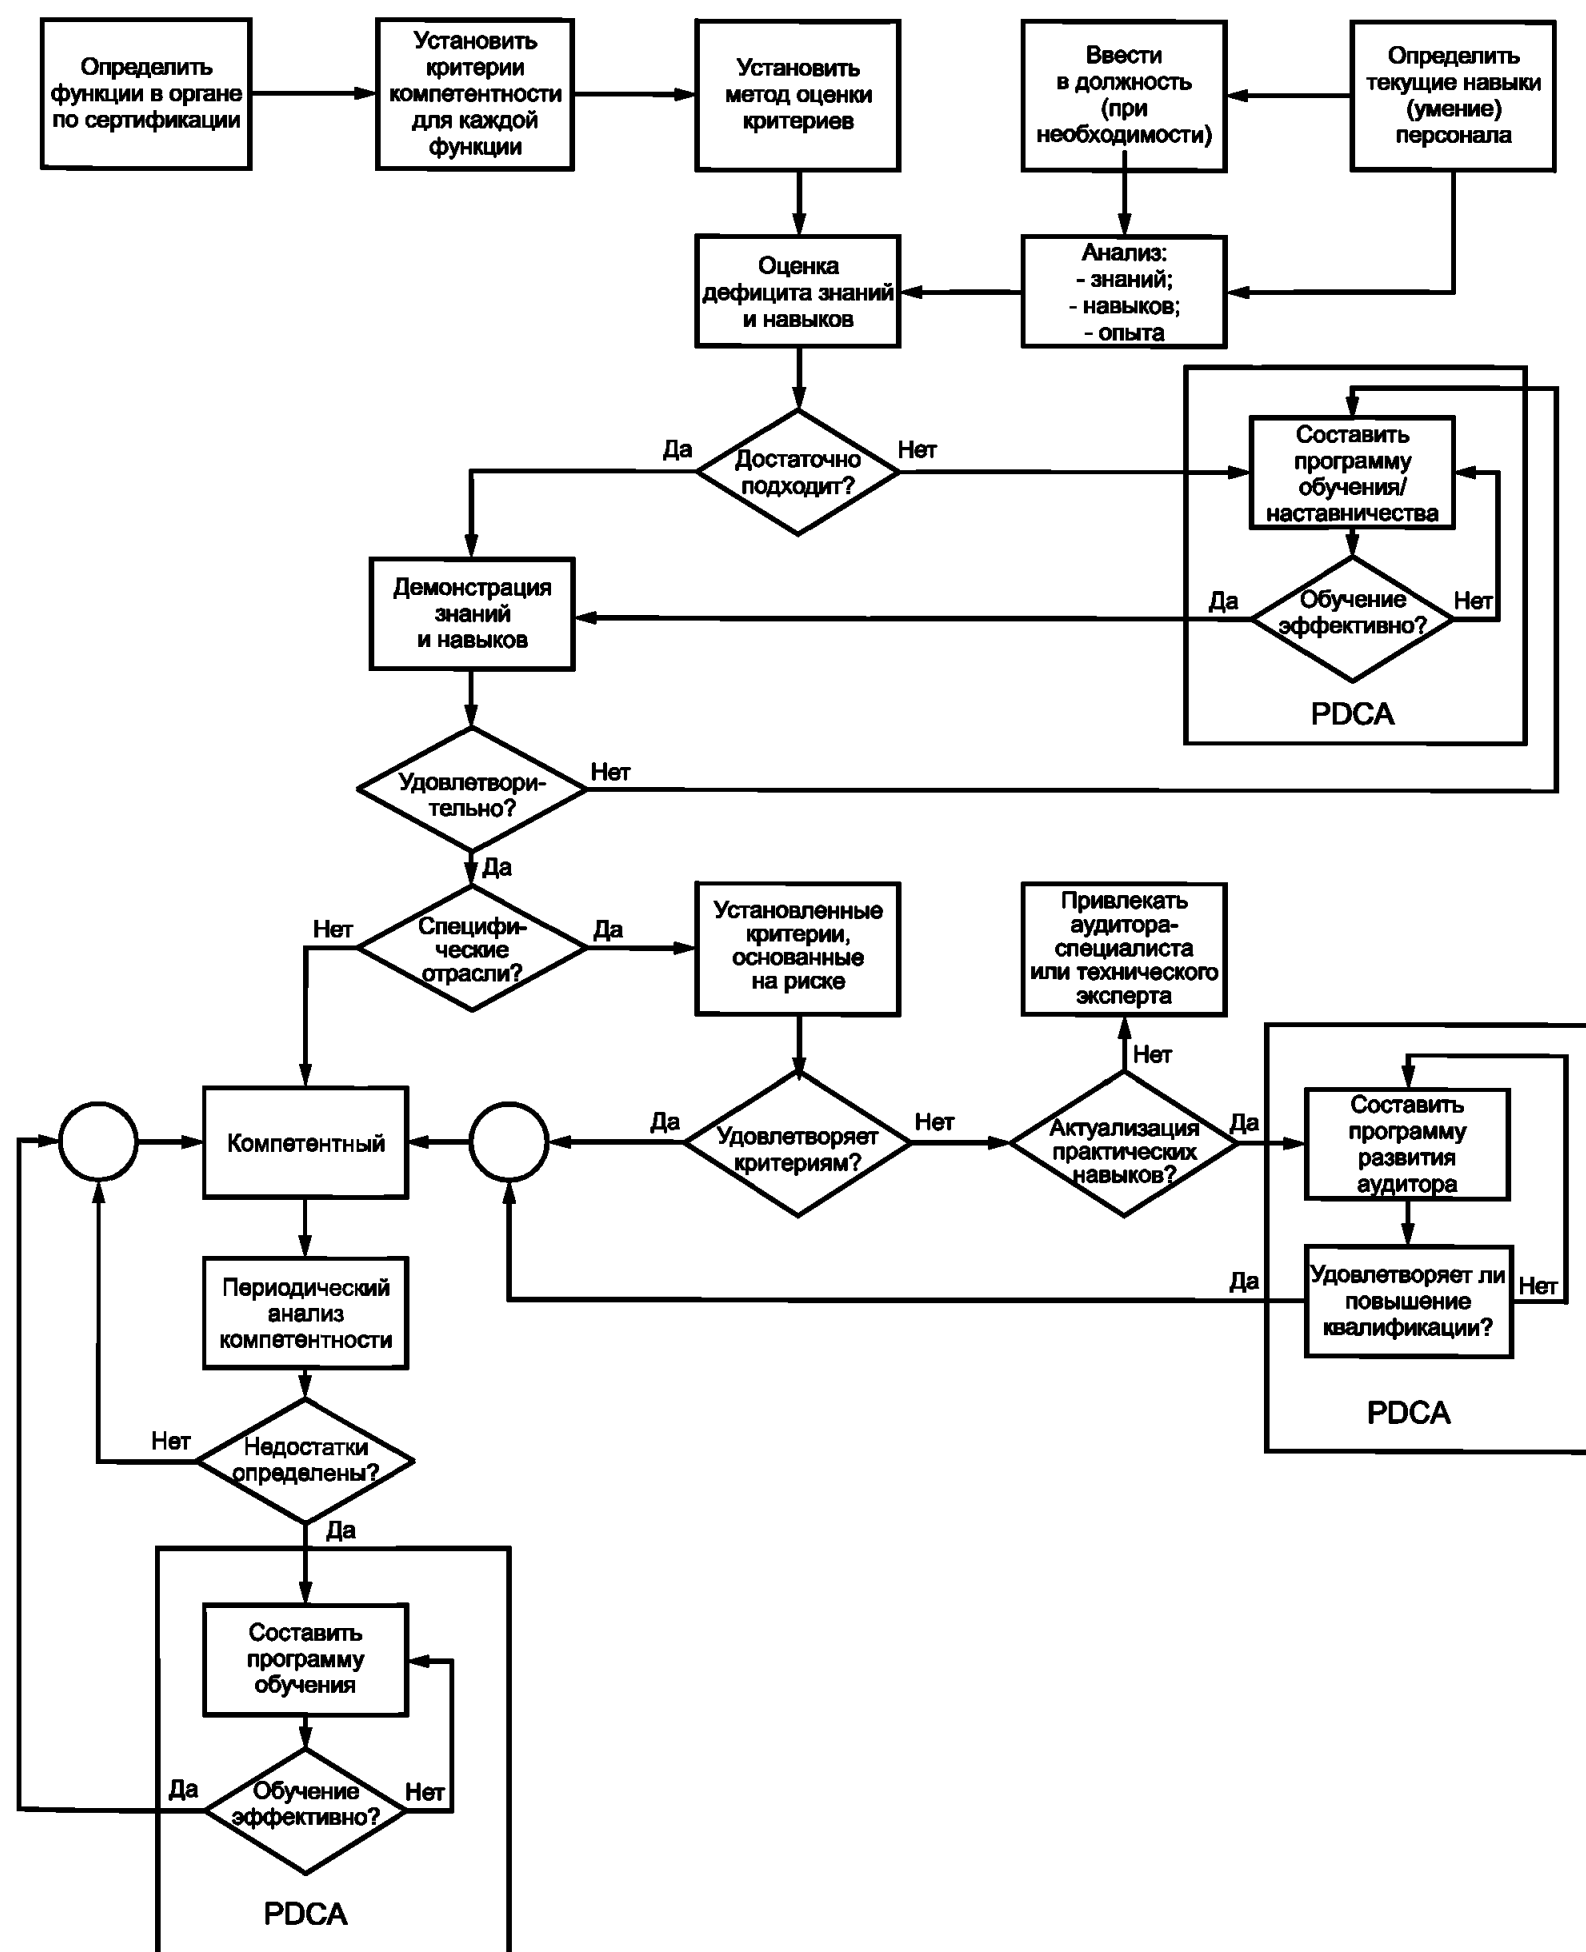 Определить
функции в органе
по сертификации
Установить
критерии
компетентности
для каждой
функции
Установить
метод оценки
критериев
Ввести
в должность
(при
необходимости)
Определить
текущие навыки
(умение)
персонала
Оценка
дефицита знаний
и навыков
Анализ:
- знаний;
- навыков;
- опыта
Да
Достаточно
подходит?
Нет
Составить
программу
обучения/
наставничества
Демонстрация
знаний
и навыков
Да
Обучение
эффективно?
Нет
PDCA
Удовлетвори-
тельно?
Нет
Да
Нет
Специфи-
ческие
отрасли?
Да
Установленные
критерии,
основанные
на риске
Привлекать
аудитора-
специалиста
или технического
эксперта
Нет
Компетентный
Да
Удовлетворяет
критериям?
Нет
Актуализация
практических
навыков?
Да
Составить
программу
развития
аудитора
Периодический
анализ
компетентности
Да
Удовлетворяет ли
повышение
квалификации?
Нет
PDCA
Нет
Недостатки
определены?
Да
Составить
программу
обучения
Да
Обучение
эффективно?
Нет
PDCA